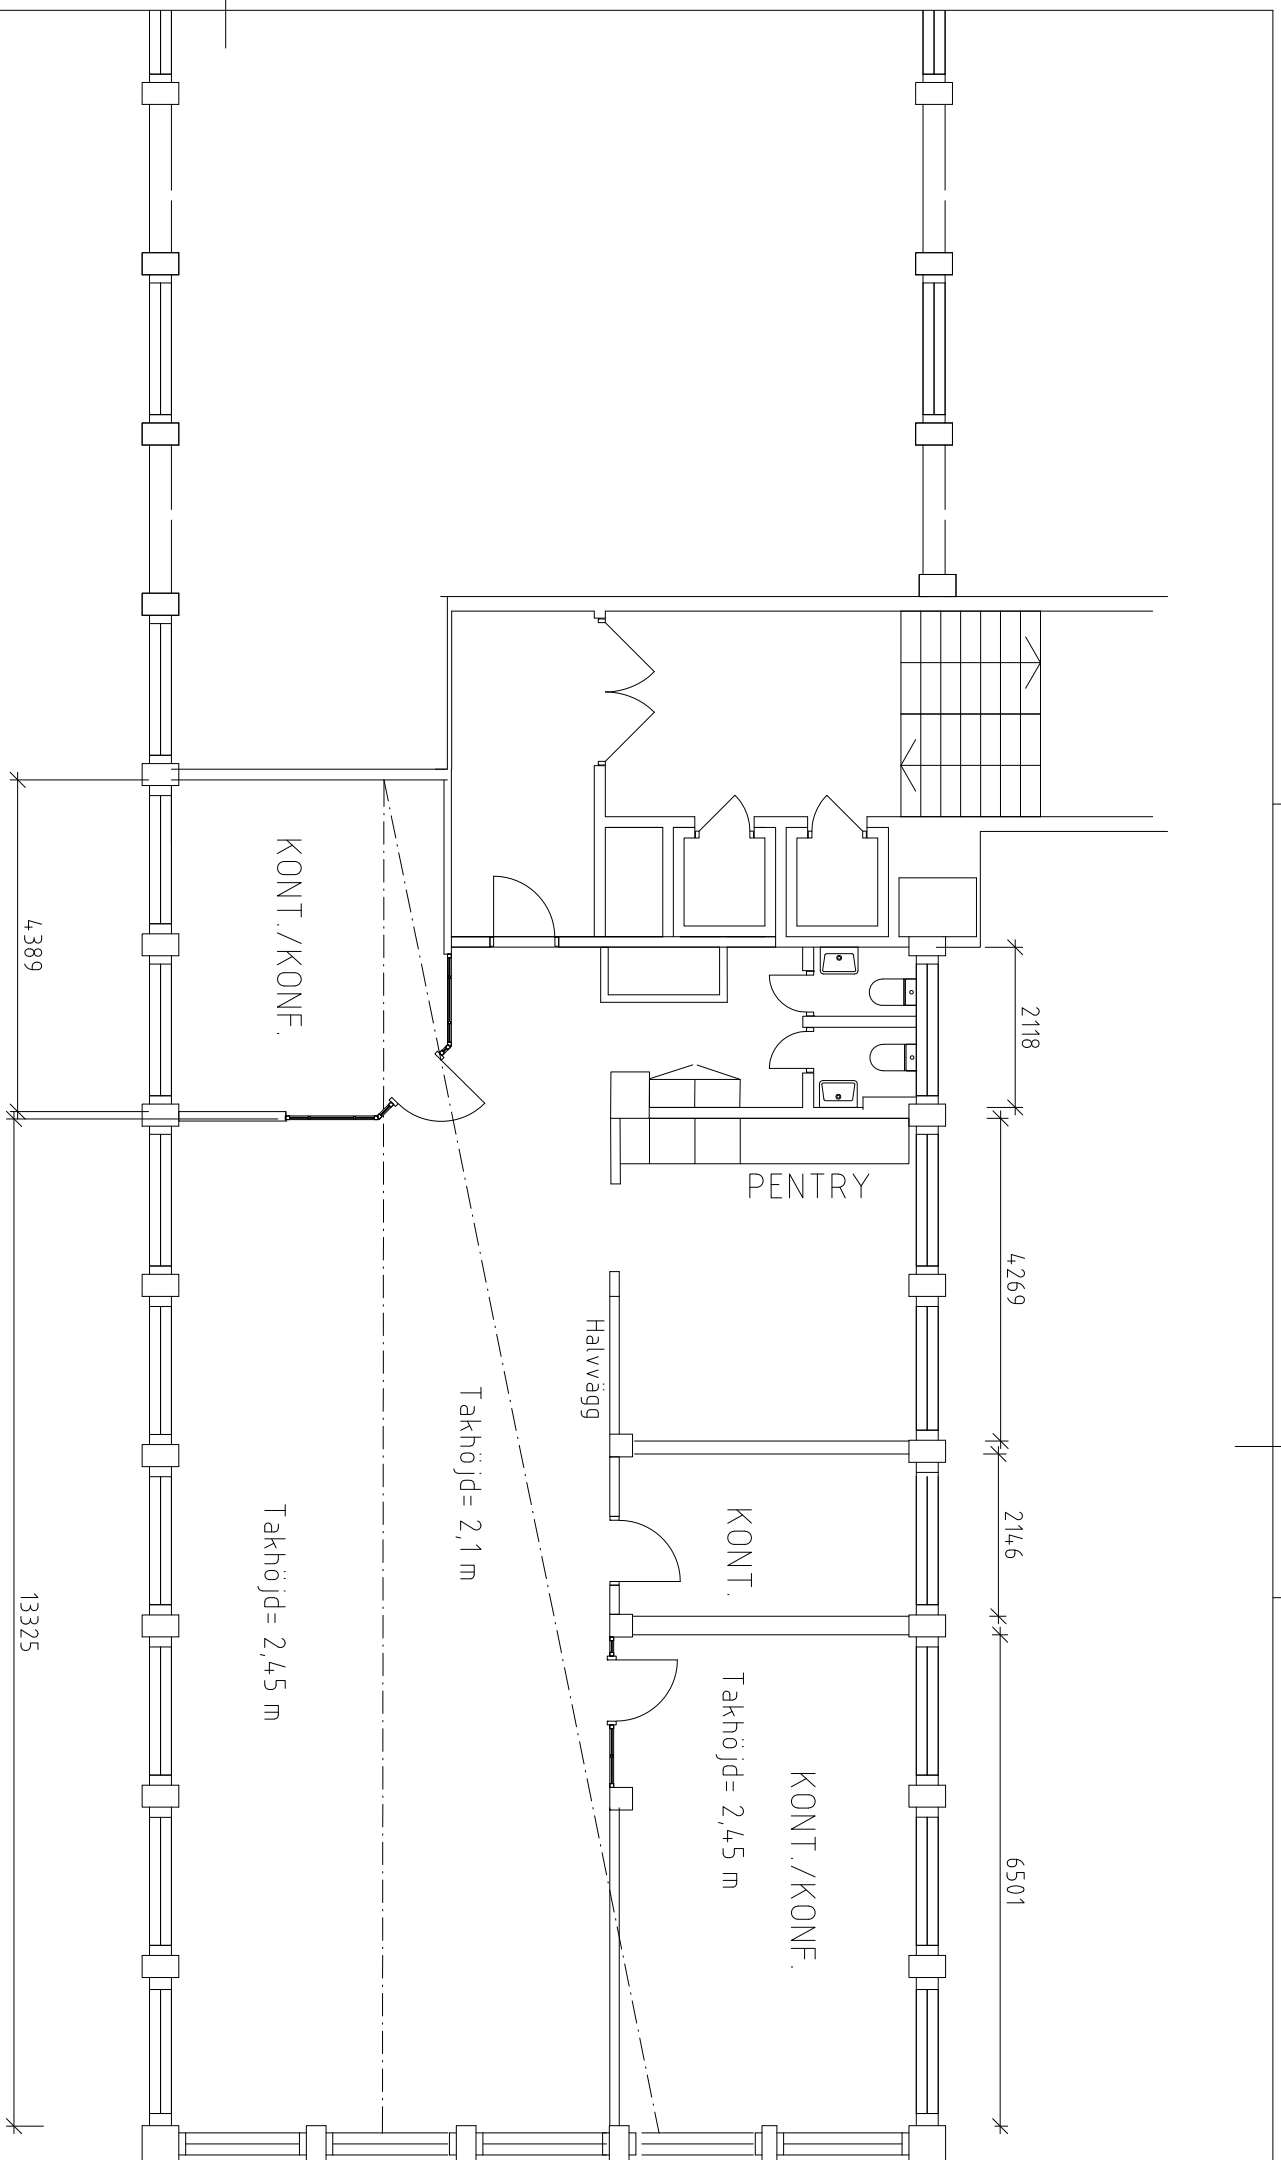 KONT./KONF.
4389
2118
PENTRY
4269
Halvvägg
Takhöjd= 2,1 m
KONT.
2146
Takhöjd= 2,45 m
13325
Takhöjd= 2,45 m
KONT./KONF.
6501